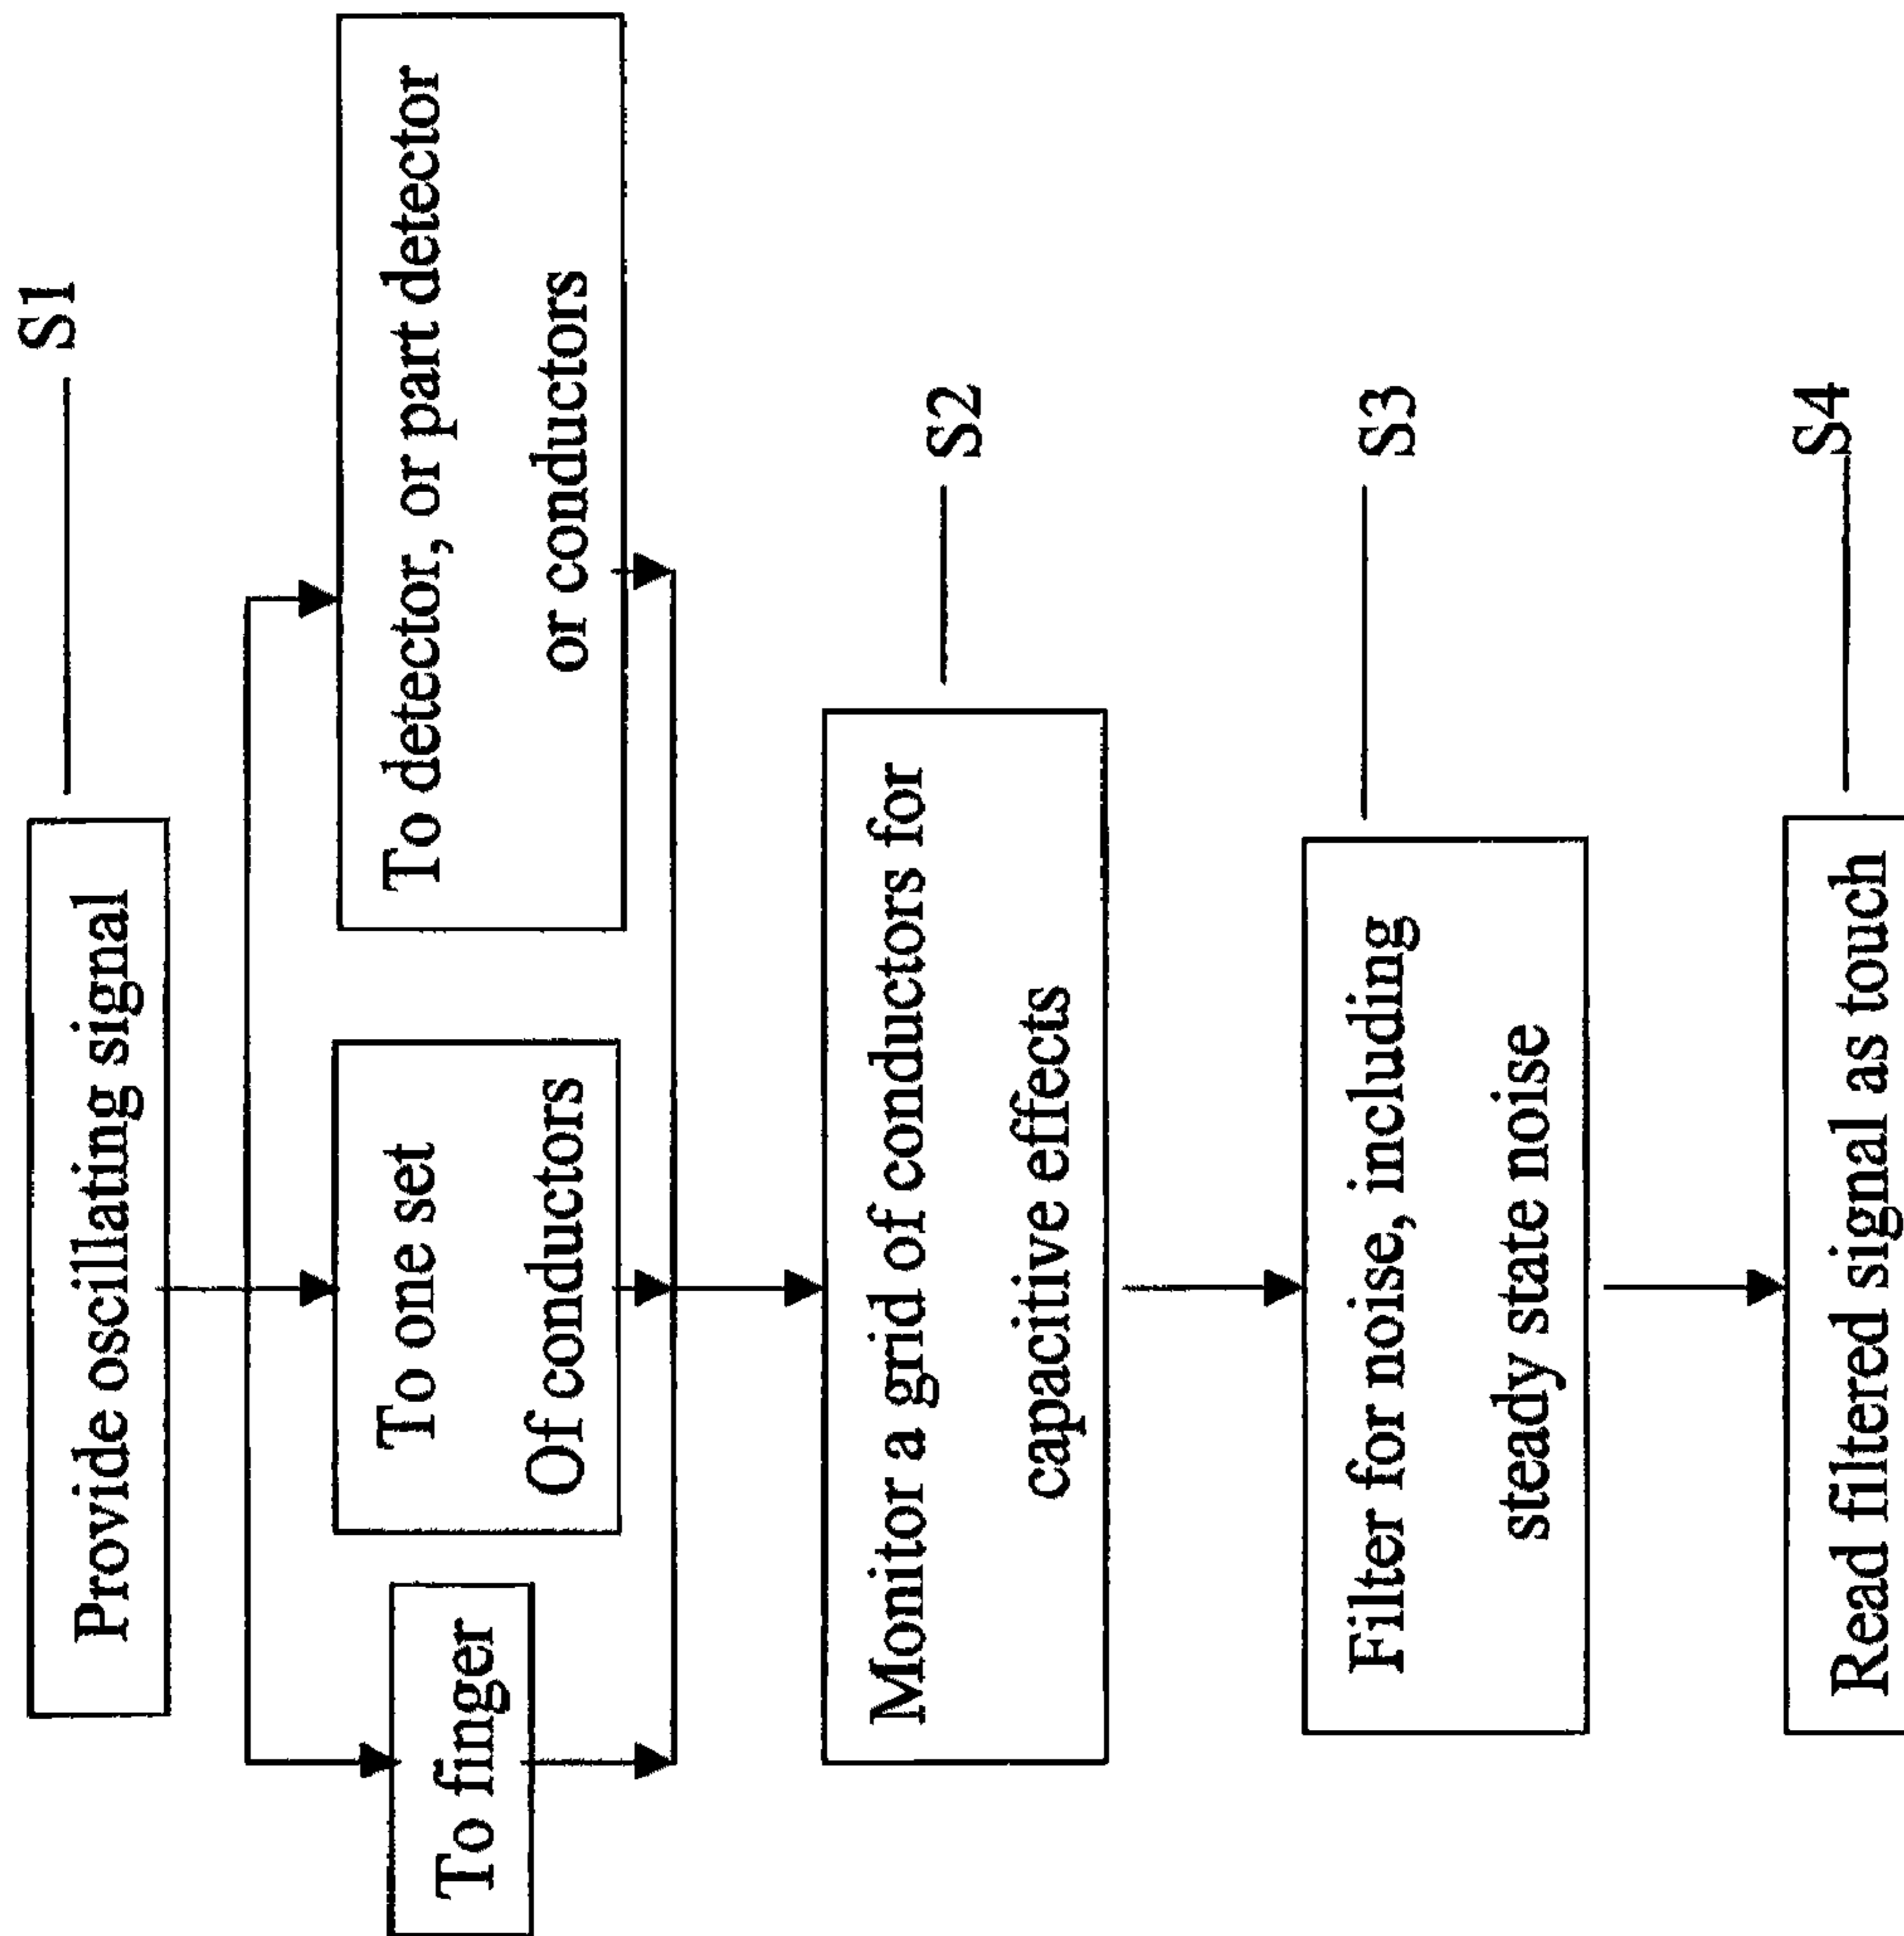 Provide oscillating signal
S1
To finger
To one set
Of conductors
To detector, or part detector
or conductors
Monitor a grid of conductors for
capacitive effects
S2
Filter for noise, including
steady state noise
S3
Read filtered signal as touch
S4